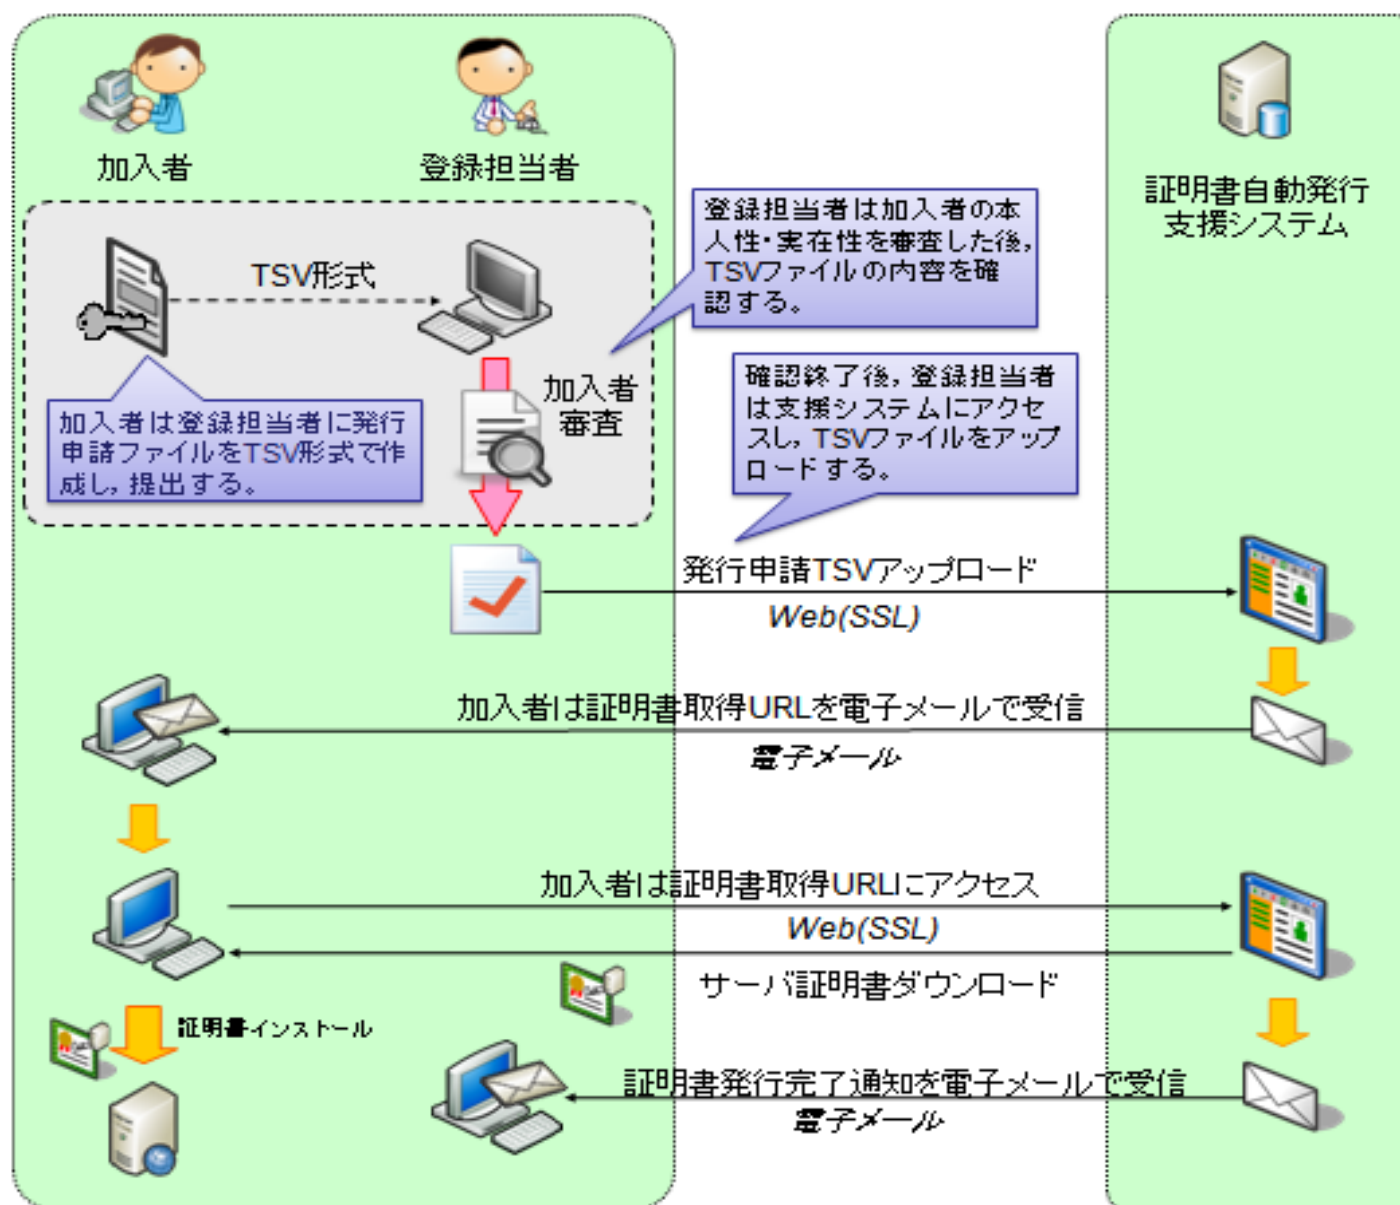 加入者
登録担当者
証明書自動発行
支援システム
登録担当者は加入者の本
人性・実在性を審査した後,
TSVファイルの内容を確
認する。
TSV形式
確認終了後, 登録担当者
は支援システムにアクセ
スし, TSVファイルをアップ
ロードする。
加入者
審査
加入者は登録担当者に発行
申請ファイルをTSV形式で作
成し, 提出する。
発行申請TSVアップロード
Web(SSL)
加入者は証明書取得URLを電子メールで受信
電子メール
加入者は証明書取得URLにアクセス
Web(SSL)
サーバ証明書ダウンロード
証明書インストール
証明書発行完了通知を電子メールで受信
電子メール